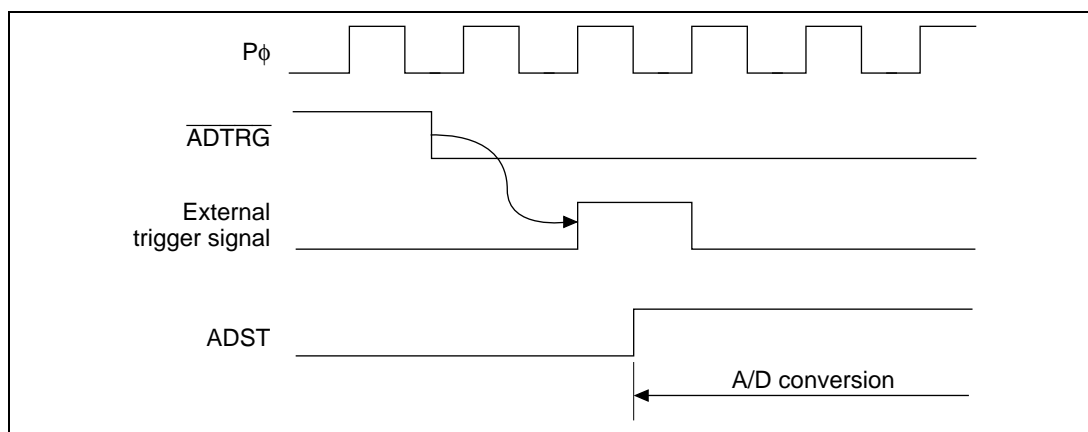 Pϕ
ADTRG
External
trigger signal
ADST
A/D conversion